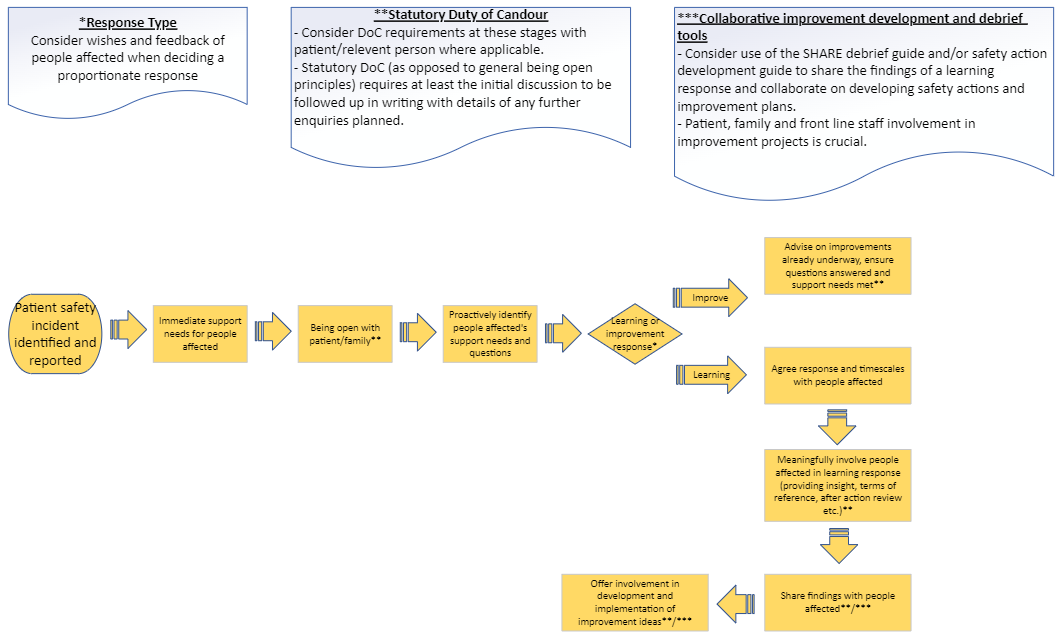 *Response Type
Consider wishes and feedback of
people affected when deciding a
proportionate response
**Statutory Duty of Candour
- Consider DoC requirements at these stages with
patient/relevent person where applicable.
- Statutory DoC (as opposed to general being open
principles) requires at least the initial discussion to be
followed up in writing with details of any further
enquiries planned.
***Collaborative improvement development and debrief
tools
- Consider use of the SHARE debrief guide and/or safety action
development guide to share the findings of a learning
response and collaborate on developing safety actions and
improvement plans.
- Patient, family and front line staff involvement in
improvement projects is crucial.
Patient safety
incident
identified and
reported
Immediate support
needs for people
affected
Being open with
patient/family**
Proactively identify
people affected's
support needs and
questions
Learning or
improvement
response*
Improve
Advise on improvements
already underway, ensure
questions answered and
support needs met**
Learning
Agree response and timescales
with people affected
Meaningfully involve people
affected in learning response
(providing insight, terms of
reference, after action review
etc.)**
Share findings with people
affected**/***
Offer involvement in
development and
implementation of
improvement ideas**/***